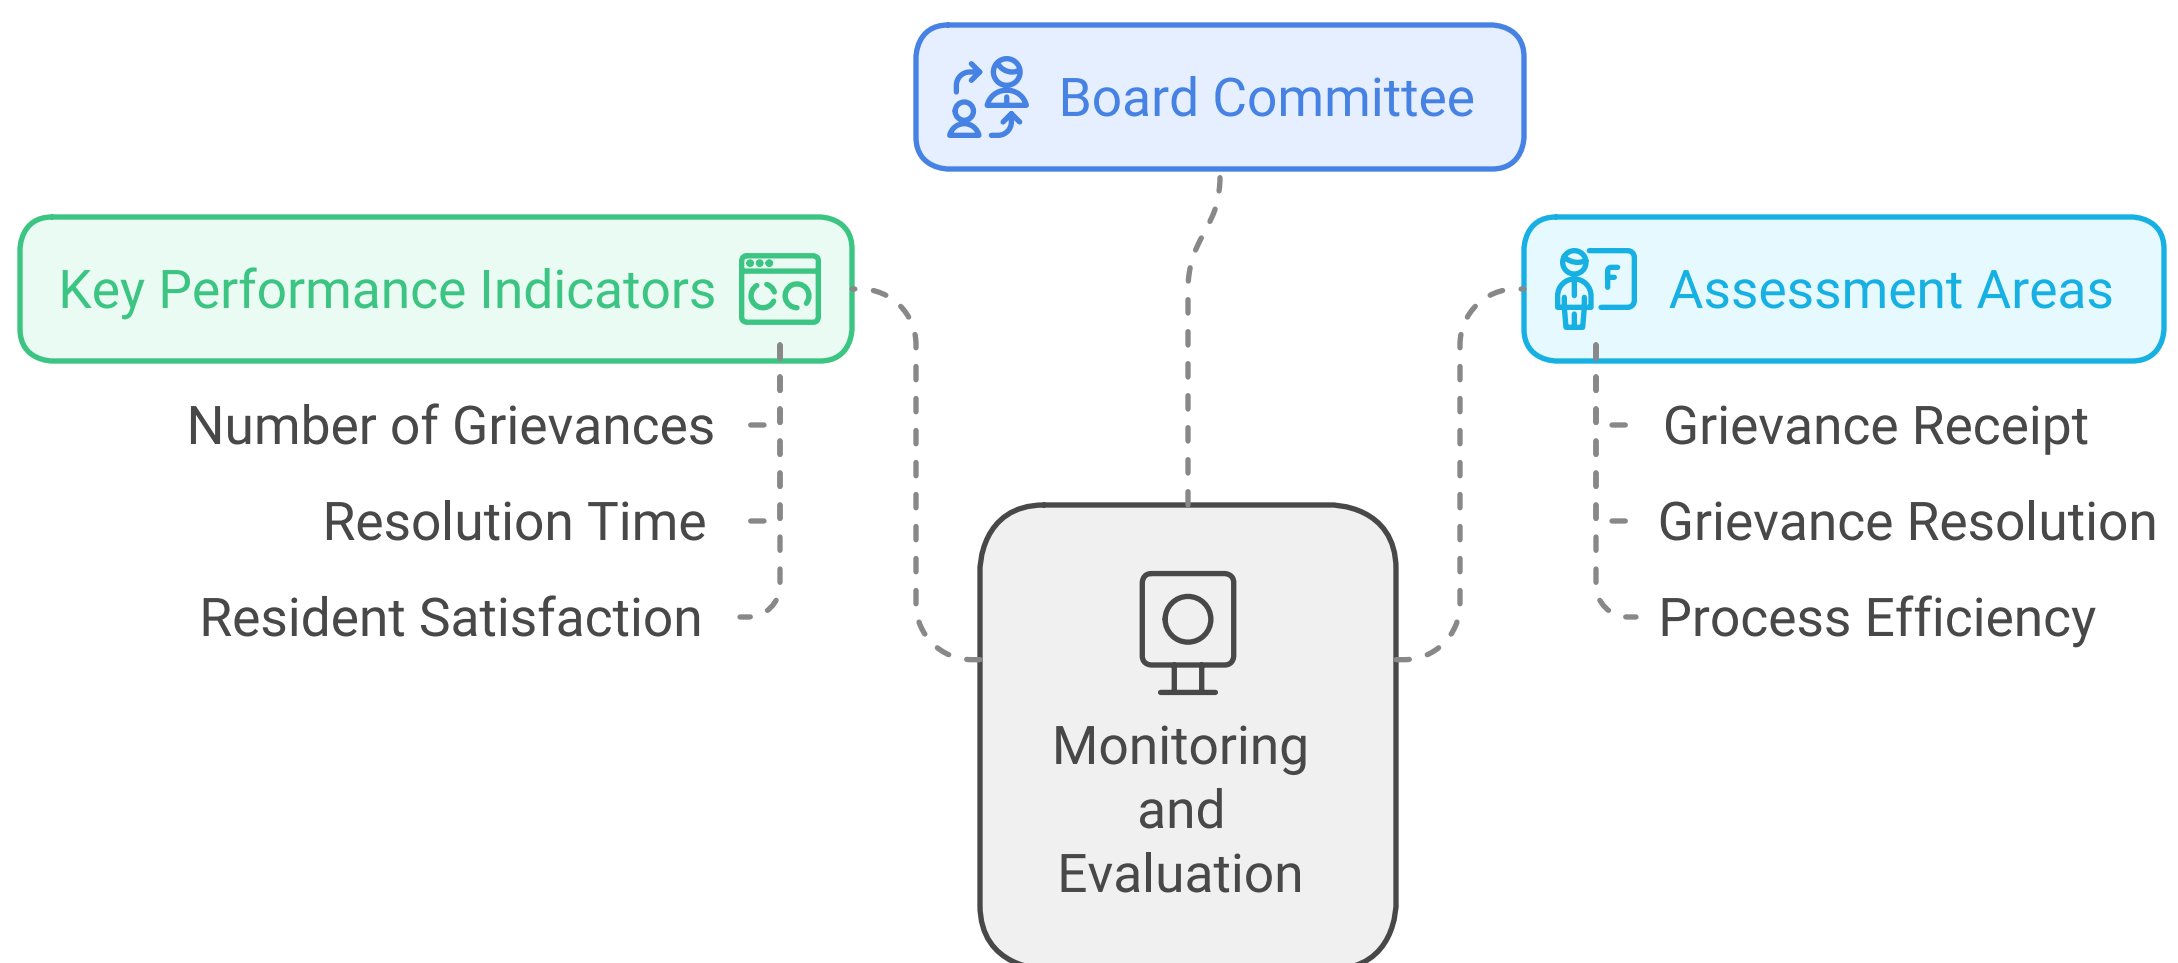 Board Committee
Key Performance Indicators
Number of Grievances
Resolution Time
Resident Satisfaction
F
Assessment Areas
Grievance Receipt
Grievance Resolution
Process Efficiency
Monitoring
and
Evaluation